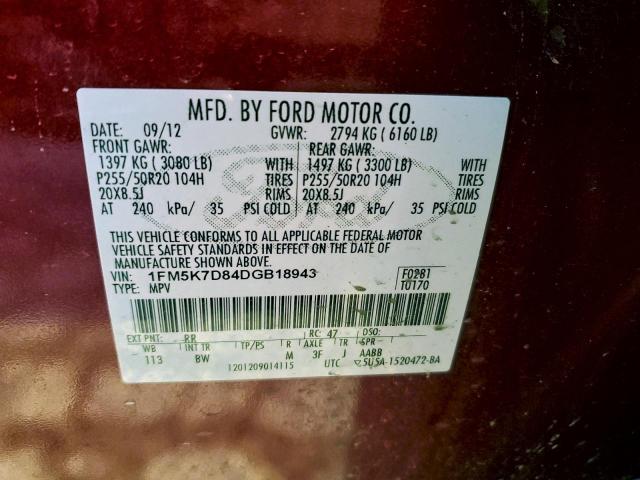 MFD. BY FORD MOTOR CO.
DATE: 09/12 GVWR: 2794 KG ( 6160 LB)
FRONT GAWR: REAR GAWR:
1397 KG ( 3080 LB) WITH 1497 KG ( 3300 LB) WITH
P255/50R20 104H TIRES P255/50R20 104H TIRES
20X8.5J RIMS 20X8.5J RIMS
AT 240 kPa/ 35 PSI COLD AT 240 kPa/ 35 PSI COLD
THIS VEHICLE CONFORMS TO ALL APPLICABLE FEDERAL MOTOR
VEHICLE SAFETY STANDARDS IN EFFECT ON THE DATE OF
MANUFACTURE SHOWN ABOVE.
VIN: 1FM5K7D84DGB18943 F0281
TYPE: MPV T0170
EXT PNT: RR RC: 47 DSO:
WB INT TR TP/PS R AXLE TR SPR
113 BW M 3F J AABB
1201209014115 UTC 5U5A-1520472-BA
Ford